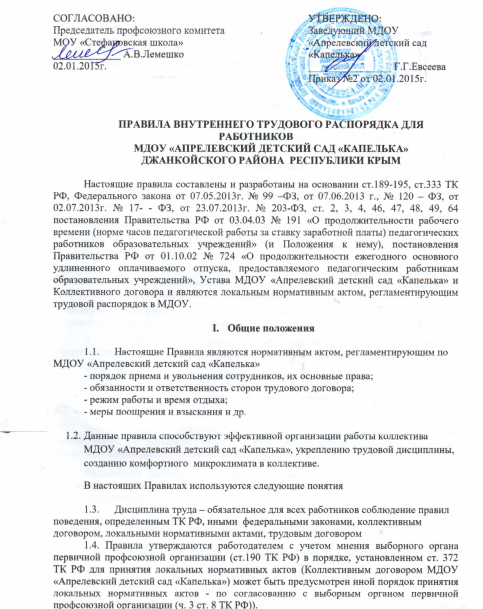 СОГЛАСОВАНО:
Председатель профсоюзного комитета
МОУ «Стефановская школа»
А.В.Лемешко
02.01.2015г.
УТВЕРЖДЕНО:
Заведующий МДОУ
«Апрелевский детский сад
«Капелька»
Г.Г.Евсеева
Приказ №2 от 02.01.2015г.
ПРАВИЛА ВНУТРЕННЕГО ТРУДОВОГО РАСПОРЯДКА ДЛЯ
РАБОТНИКОВ
МДОУ «АПРЕЛЕВСКИЙ ДЕТСКИЙ САД «КАПЕЛЬКА»
ДЖАНКОЙСКОГО РАЙОНА РЕСПУБЛИКИ КРЫМ
Настоящие правила составлены и разработаны на основании ст.189-195, ст.333 ТК
РФ, Федерального закона от 07.05.2013г. № 99 –ФЗ, от 07.06.2013 г., № 120 – ФЗ, от
02.07.2013г. № 17- - ФЗ, от 23.07.2013г. № 203-ФЗ, ст. 2, 3, 4, 46, 47, 48, 49, 64
постановления Правительства РФ от 03.04.03 № 191 «О продолжительности рабочего
времени (норме часов педагогической работы за ставку заработной платы) педагогических
работников образовательных учреждений» (и Положения к нему), постановления
Правительства РФ от 01.10.02 № 724 «О продолжительности ежегодного основного
удлиненного оплачиваемого отпуска, предоставляемого педагогическим работникам
образовательных учреждений», Устава МДОУ «Апрелевский детский сад «Капелька» и
Коллективного договора и являются локальным нормативным актом, регламентирующим
трудовой распорядок в МДОУ.
I. Общие положения
1.1. Настоящие Правила являются нормативным актом, регламентирующим по
МДОУ «Апрелевский детский сад «Капелька»
- порядок приема и увольнения сотрудников, их основные права;
- обязанности и ответственность сторон трудового договора;
- режим работы и время отдыха;
- меры поощрения и взыскания и др.
1.2. Данные правила способствуют эффективной организации работы коллектива
МДОУ «Апрелевский детский сад «Капелька», укреплению трудовой дисциплины,
созданию комфортного микроклимата в коллективе.
В настоящих Правилах используются следующие понятия
1.3. Дисциплина труда – обязательное для всех работников соблюдение правил
поведения, определенным ТК РФ, иными федеральными законами, коллективным
договором, локальными нормативными актами, трудовым договором
1.4. Правила утверждаются работодателем с учетом мнения выборного органа
первичной профсоюзной организации (ст.190 ТК РФ) в порядке, установленном ст. 372
ТК РФ для принятия локальных нормативных актов (Коллективным договором МДОУ
«Апрелевский детский сад «Капелька») может быть предусмотрен иной порядок принятия
локальных нормативных актов - по согласованию с выборным органом первичной
профсоюзной организации (ч. 3 ст. 8 ТК РФ)).